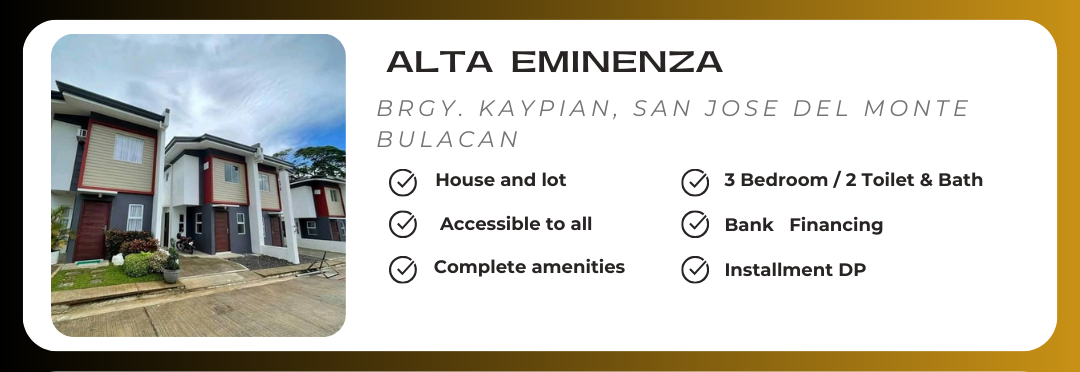 ALTA EMINENZA
BRGY. KAYPIAN, SAN JOSE DEL MONTE
BULACAN
House and lot
Accessible to all
Complete amenities
3 Bedroom / 2 Toilet & Bath
Bank Financing
Installment DP